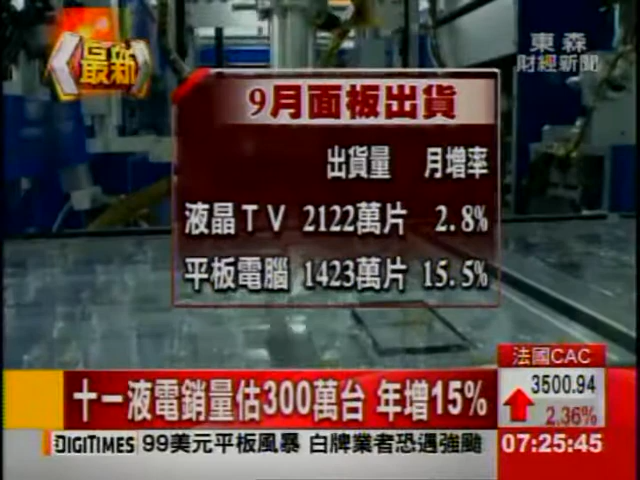 最新
東森
財經新聞
9月面板出貨
出貨量 月增率
液晶TV 2122萬片 2.8%
平板電腦 1423萬片 15.5%
法國CAC
3500.94
2.36%
十一液電銷量估300萬台 年增15%
DIGITIMES 99美元平板風暴 白牌業者恐遇強颱
07:25:45